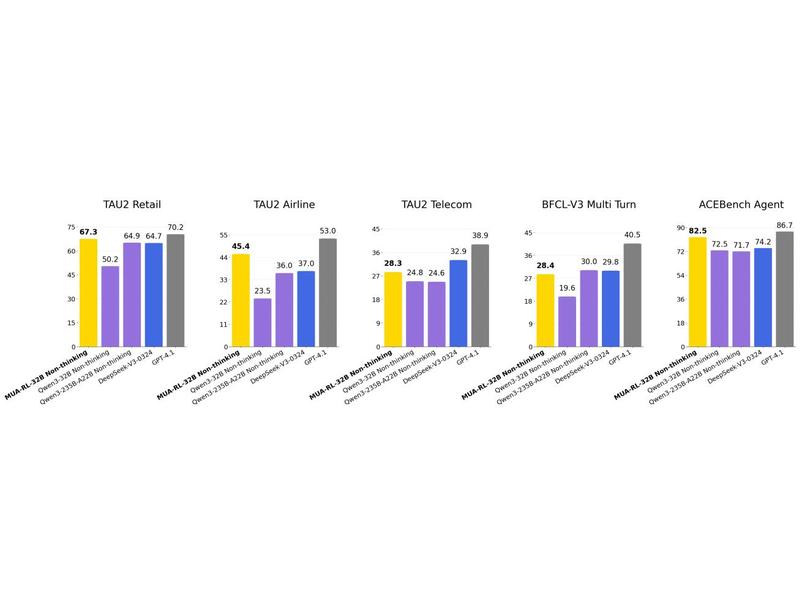 TAU2 Retail
75
60
45
30
15
0
67.3
50.2
64.9
64.7
70.2
MUA-RL-32B Non-thinking
Qwen3-32B Non-thinking
Qwen3-235B-A22B Non-thinking
DeepSeek-V3-0324
GPT-4.1
TAU2 Airline
55
44
33
22
11
0
45.4
23.5
36.0
37.0
53.0
MUA-RL-32B Non-thinking
Qwen3-32B Non-thinking
Qwen3-235B-A22B Non-thinking
DeepSeek-V3-0324
GPT-4.1
TAU2 Telecom
45
36
27
18
9
0
28.3
24.8
24.6
32.9
38.9
MUA-RL-32B Non-thinking
Qwen3-32B Non-thinking
Qwen3-235B-A22B Non-thinking
DeepSeek-V3-0324
GPT-4.1
BFCL-V3 Multi Turn
45
36
27
18
9
0
28.4
19.6
30.0
29.8
40.5
MUA-RL-32B Non-thinking
Qwen3-32B Non-thinking
Qwen3-235B-A22B Non-thinking
DeepSeek-V3-0324
GPT-4.1
ACEBench Agent
90
72
54
36
18
0
82.5
72.5
71.7
74.2
86.7
MUA-RL-32B Non-thinking
Qwen3-32B Non-thinking
Qwen3-235B-A22B Non-thinking
DeepSeek-V3-0324
GPT-4.1